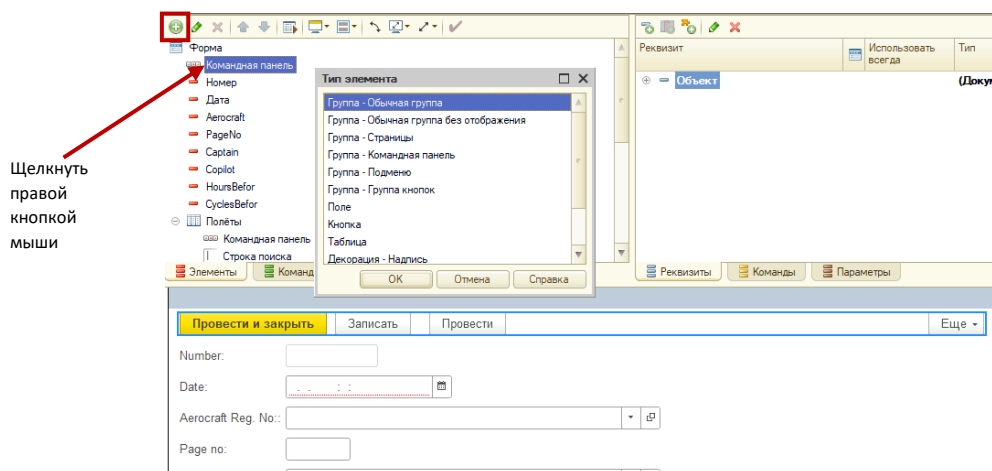 Щелкнуть
правой
кнопкой
мыши
Форма
Командная панель
Номер
Дата
Aerocraft
PageNo
Captain
Copilot
HoursBefor
CyclesBefor
Полёты
Командная панель
Строка поиска
Элементы
Команд
Тип элемента
Группа - Обычная группа
Группа - Обычная группа без отображения
Группа - Страницы
Группа - Командная панель
Группа - Подменю
Группа - Группа кнопок
Поле
Кнопка
Таблица
Декорация - Надпись
ОК Отмена Справка
Реквизит Использовать всегда Тип
Объект (Докум
Реквизиты Команды Параметры
Провести и закрыть Записать Провести Еще
Number:
Date: . . : :
Aerocraft Reg. No::
Page no: